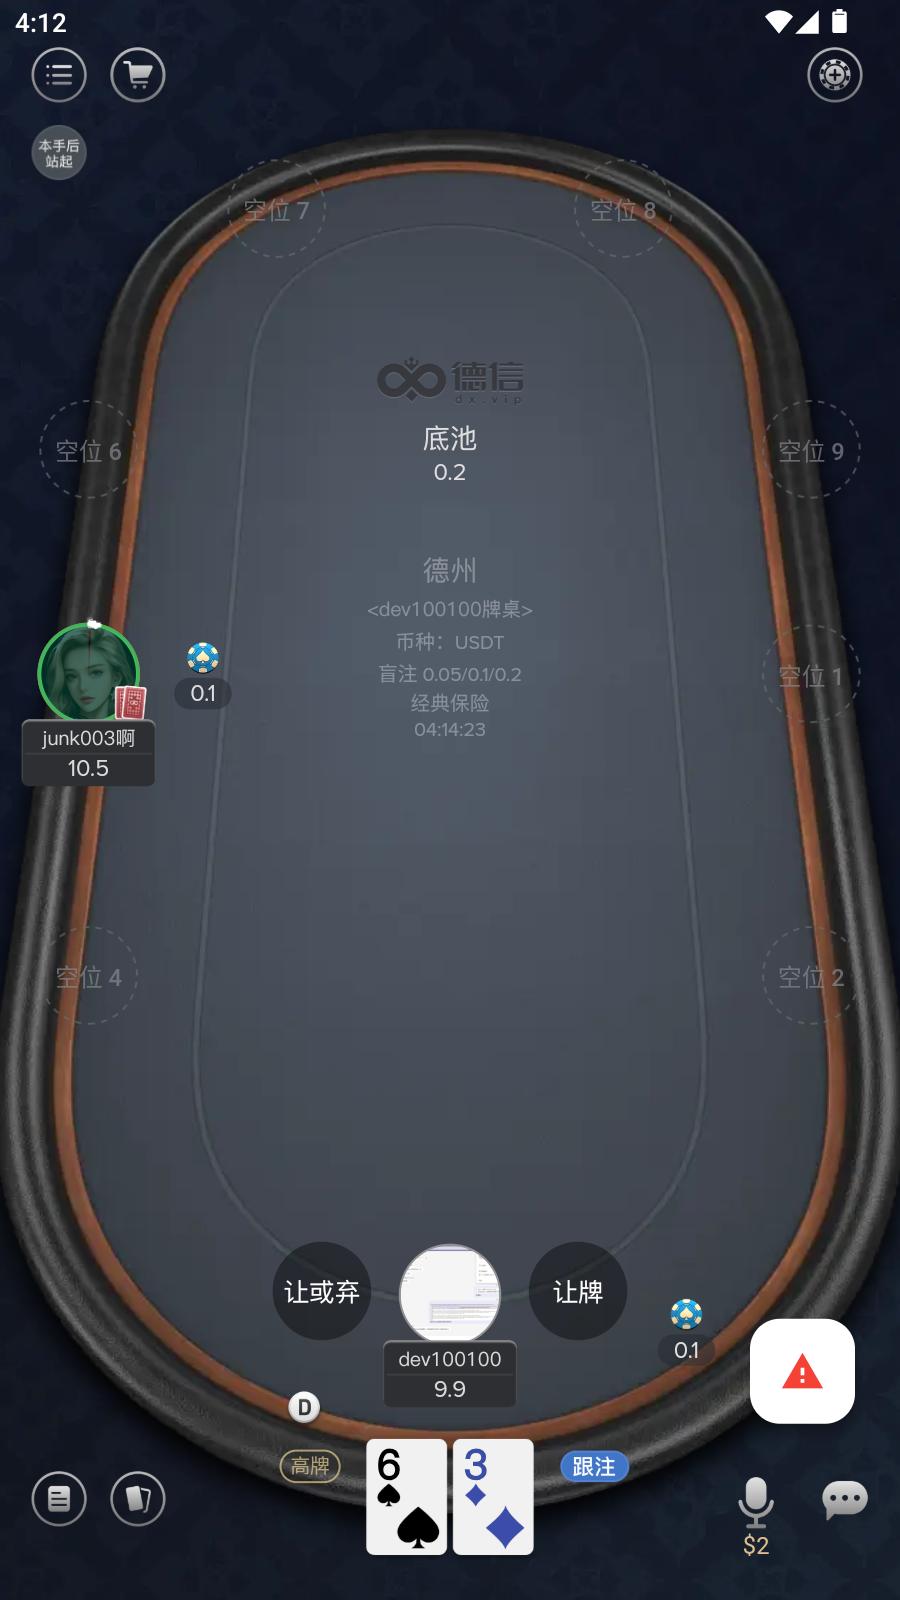 4:12
本手后
站起
空位 7
空位 8
德信
dx.vip
底池
0.2
空位 6
空位 9
德州
<dev100100牌桌>
币种：USDT
盲注 0.05/0.1/0.2
经典保险
04:14:23
空位 1
0.1
junk003啊
10.5
空位 4
空位 2
让或弃
让牌
dev100100
9.9
0.1
D
高牌
6
3
跟注
$2